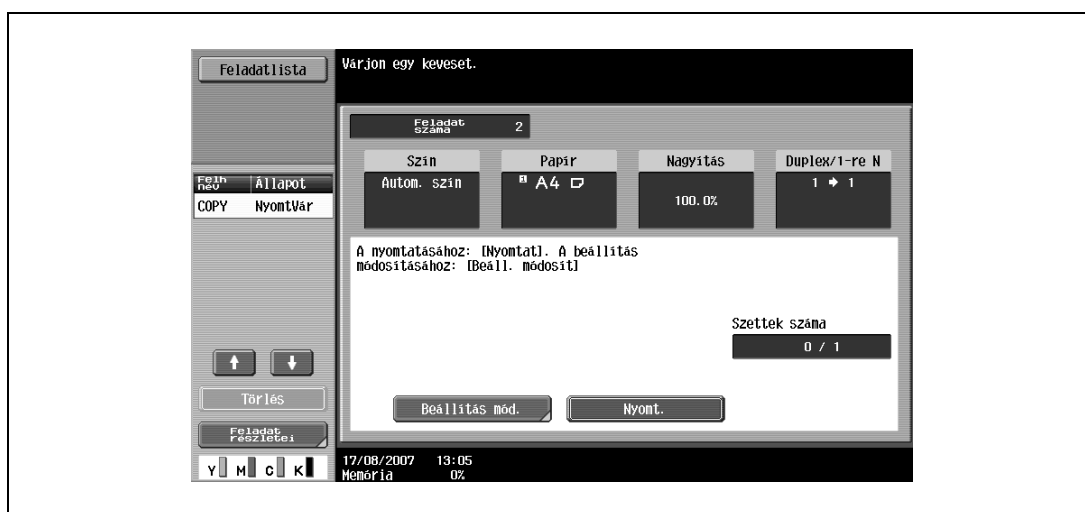 Feladatlista
Várjon egy keveset.
Feladat
száma
2
Szín
Papír
Nagyítás
Duplex/1-re N
Autom. szín
1 A4
100.0%
1 → 1
Felh
név
Állapot
COPY NyomtVár
A nyomtatásához: [Nyomtat]. A beállítás
módosításához: [Beáll. módosít]
Szettek száma
0 / 1
Törlés
Beállítás mód.
Nyomt.
Feladat
részletei
Y M C K
17/08/2007 13:05
Memória 0%